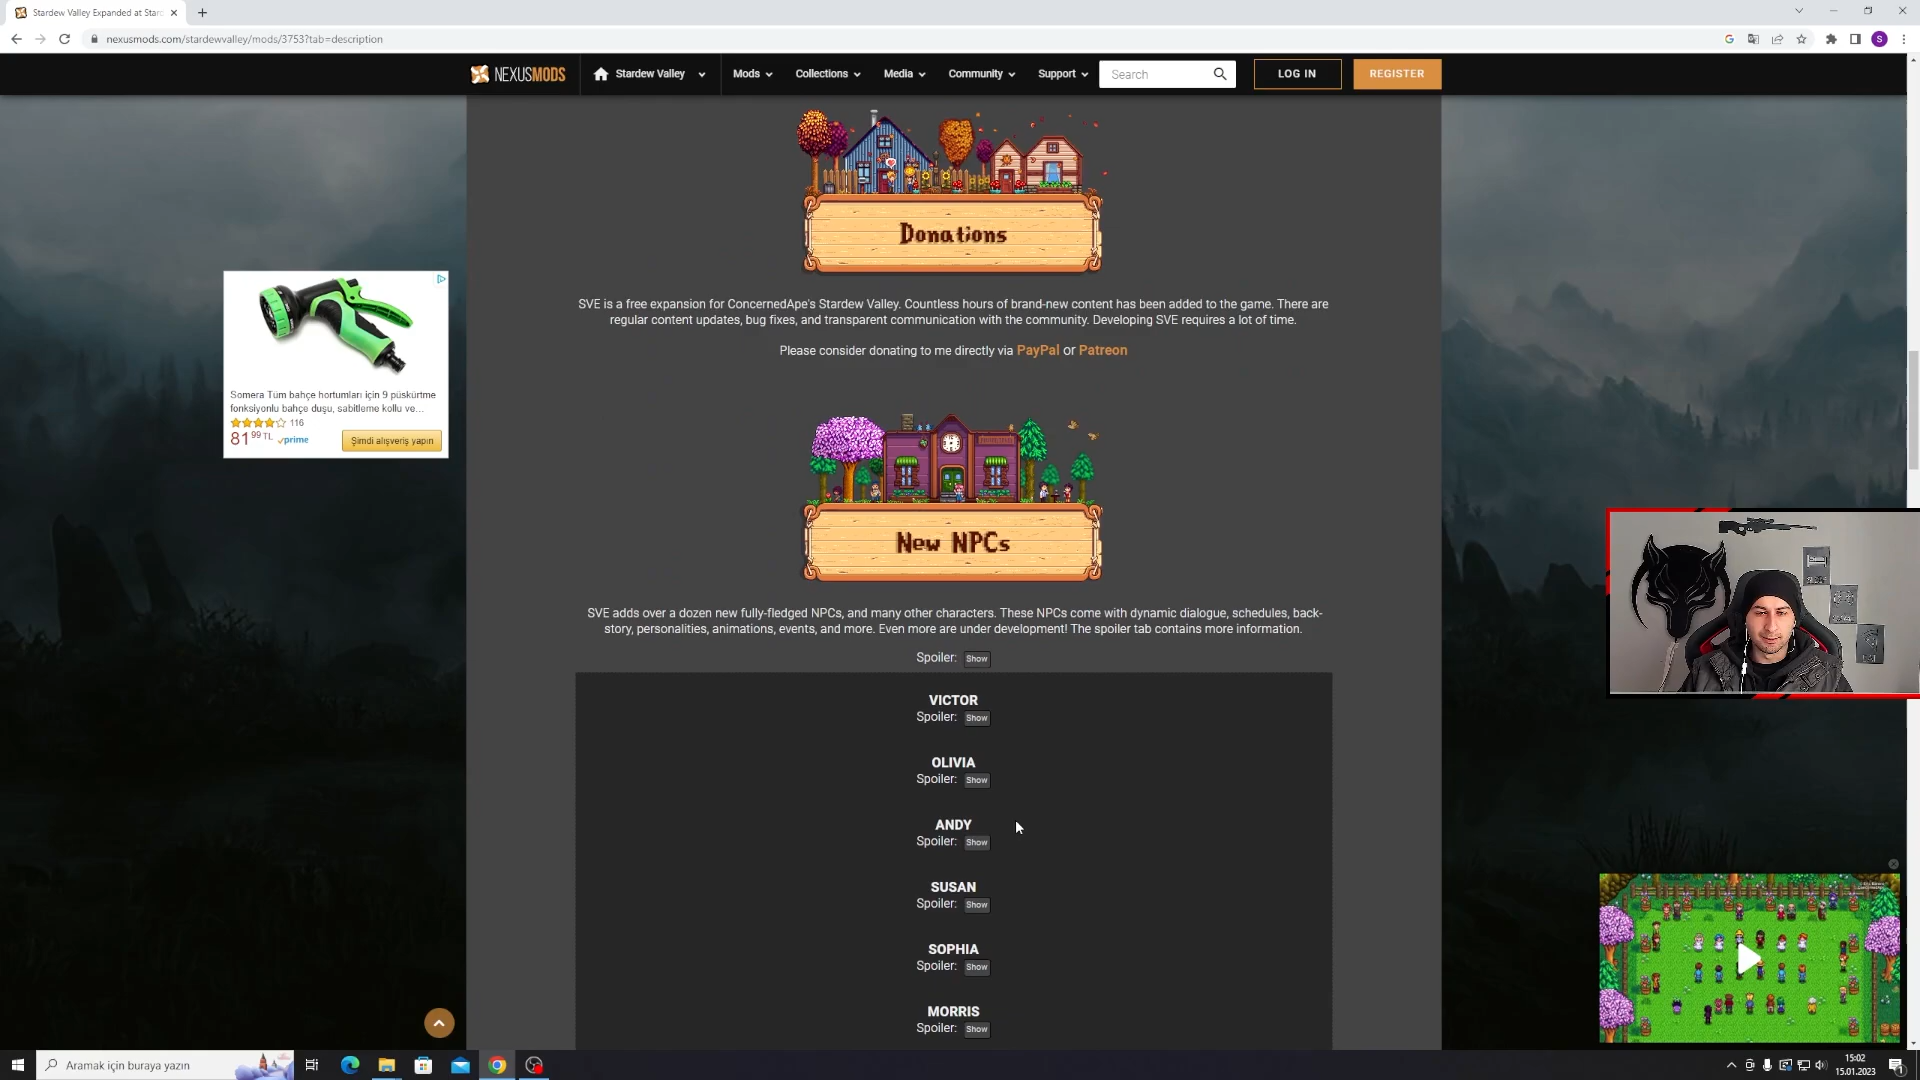 Stardew Valley Expanded at Stard
nexusmods.com/stardewvalley/mods/3753?tab=description
S
NEXUSMODS
Stardew Valley
Mods
Collections
Media
Community
Support
Search
LOG IN
REGISTER
Donations
SVE is a free expansion for ConcernedApe's Stardew Valley. Countless hours of brand-new content has been added to the game. There are
regular content updates, bug fixes, and transparent communication with the community. Developing SVE requires a lot of time.
Please consider donating to me directly via PayPal or Patreon
Somera Tüm bahçe hortumları için 9 püskürtme
fonksiyonlu bahçe duşu, sabitleme kollu ve...
116
81 99 TL prime
Şimdi alışveriş yapın
New NPCs
SVE adds over a dozen new fully-fledged NPCs, and many other characters. These NPCs come with dynamic dialogue, schedules, back-
story, personalities, animations, events, and more. Even more are under development! The spoiler tab contains more information.
Spoiler: Show
VICTOR
Spoiler: Show
OLIVIA
Spoiler: Show
ANDY
Spoiler: Show
SUSAN
Spoiler: Show
SOPHIA
Spoiler: Show
MORRIS
Spoiler: Show
Aramak için buraya yazın
15:02
15.01.2023
1